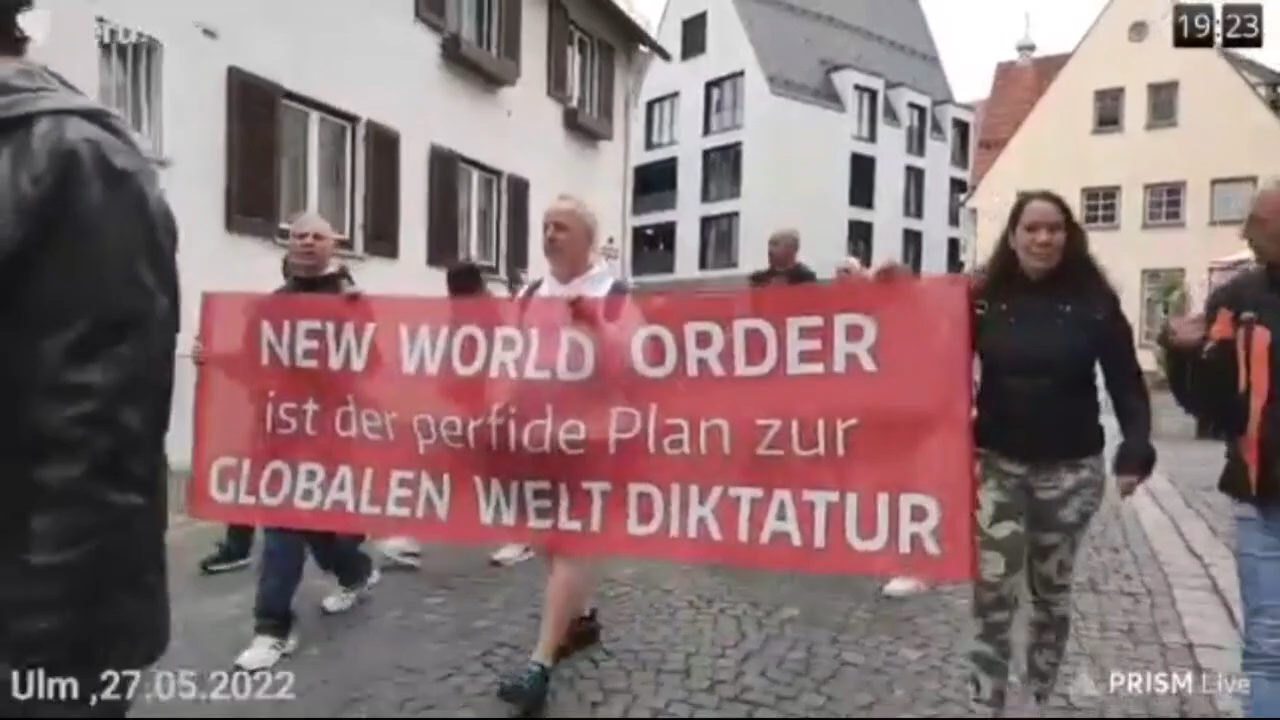 19:23
NEW WORLD ORDER
ist der perfide Plan zur
GLOBALEN WELT DIKTATUR
Ulm ,27.05.2022
PRISM Live